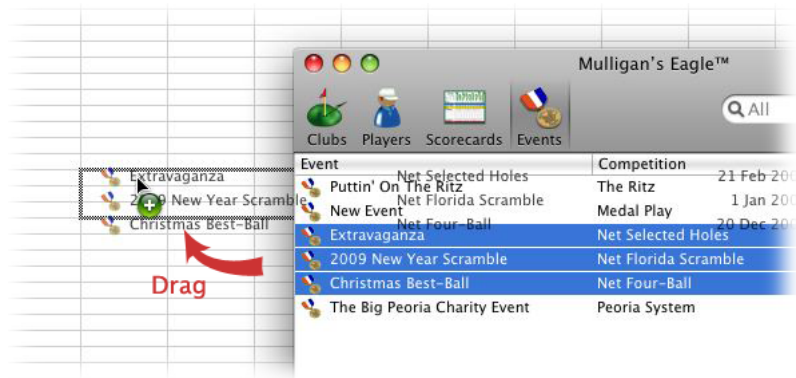 Mulligan's Eagle™
Clubs Players Scorecards Events
All
Event Competition
Puttin' On The Ritz The Ritz
New Event Medal Play
Extravaganza Net Selected Holes
2009 New Year Scramble Net Florida Scramble
Christmas Best-Ball Net Four-Ball
The Big Peoria Charity Event Peoria System
Extravaganza Net Selected Holes 21 Feb 200
2009 New Year Scramble Net Florida Scramble 1 Jan 200
Christmas Best-Ball Net Four-Ball 20 Dec 200
Drag